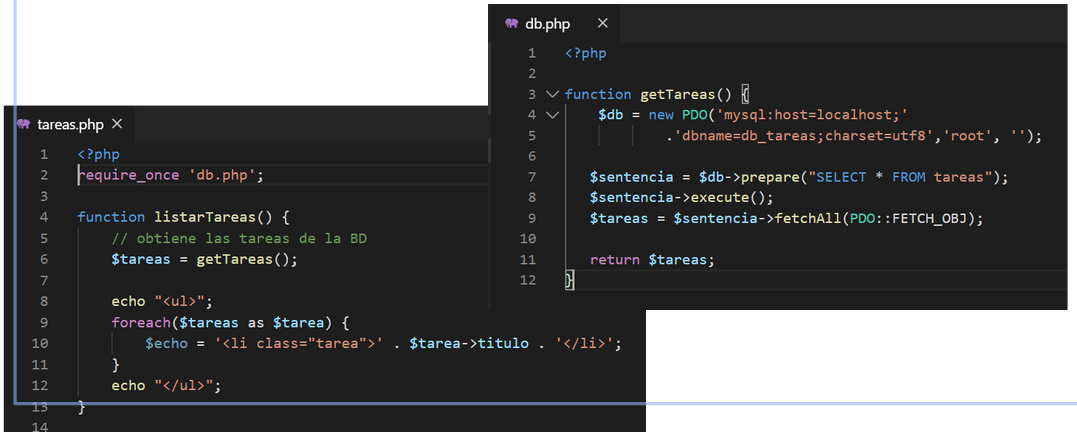 tareas.php ×
1 <?php
2 require_once 'db.php';
3
4 function listarTareas() {
5 // obtiene las tareas de la BD
6 $tareas = getTareas();
7
8 echo "<ul>";
9 foreach($tareas as $tarea) {
10 $echo = '<li class="tarea">' . $tarea->titulo . '</li>';
11 }
12 echo "</ul>";
13 }
14
db.php ×
1 <?php
2
3 function getTareas() {
4 $db = new PDO('mysql:host=localhost;'
5 .'dbname=db_tareas;charset=utf8','root', '');
6
7 $sentencia = $db->prepare("SELECT * FROM tareas");
8 $sentencia->execute();
9 $tareas = $sentencia->fetchAll(PDO::FETCH_OBJ);
10
11 return $tareas;
12 }